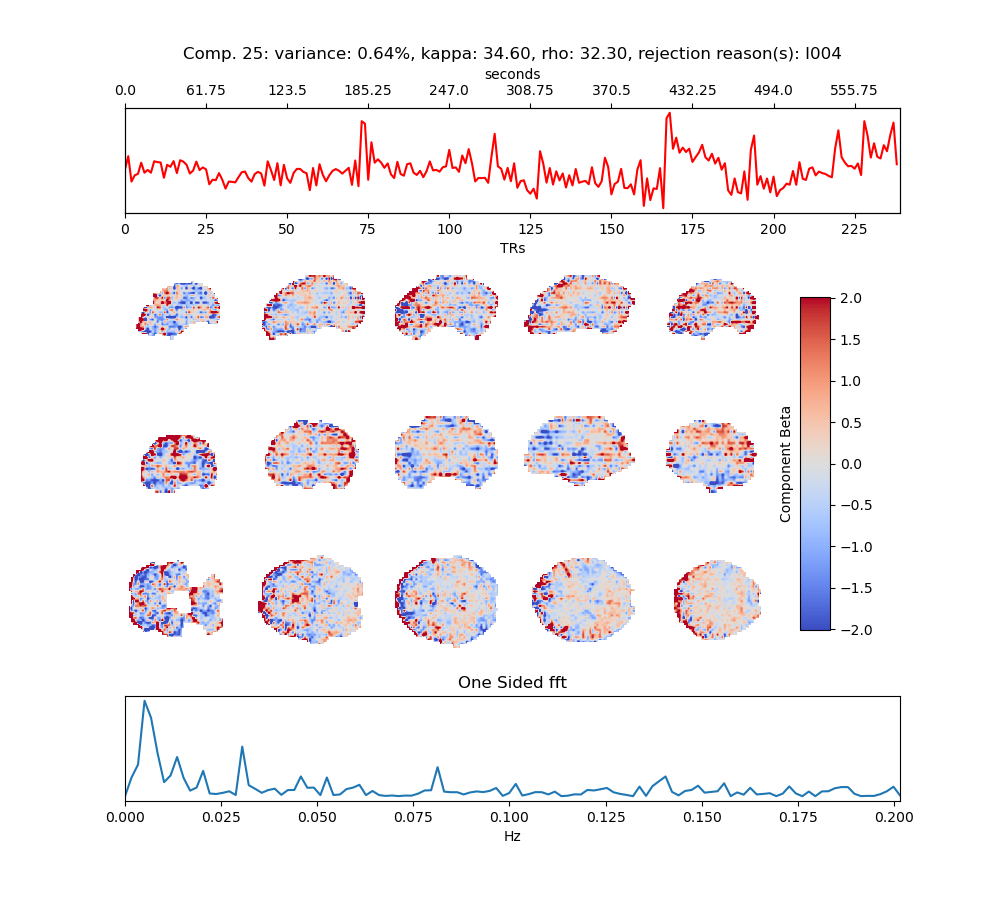 Comp. 25: variance: 0.64%, kappa: 34.60, rho: 32.30, rejection reason(s): I004
seconds
0.0 61.75 123.5 185.25 247.0 308.75 370.5 432.25 494.0 555.75
0 25 50 75 100 125 150 175 200 225
TRs
2.0
1.5
1.0
0.5
0.0
−0.5
−1.0
−1.5
−2.0
Component Beta
One Sided fft
0.000 0.025 0.050 0.075 0.100 0.125 0.150 0.175 0.200
Hz